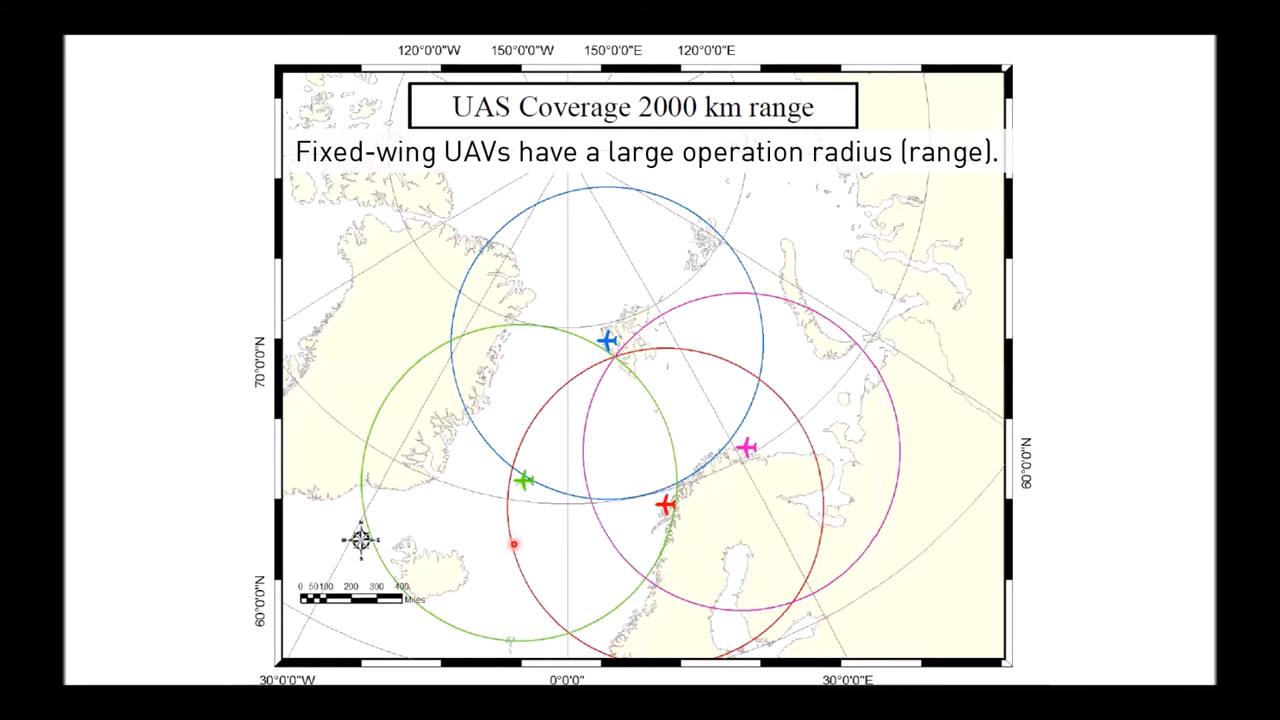 120°0'0"W 150°0'0"W 150°0'0"E 120°0'0"E
UAS Coverage 2000 km range
Fixed-wing UAVs have a large operation radius (range).
70°0'0"N
60°0'0"N
N
W E
S
0 50 100 200 300 400
Miles
60°0'0"N
30°0'0"W 0°0'0" 30°0'0"E